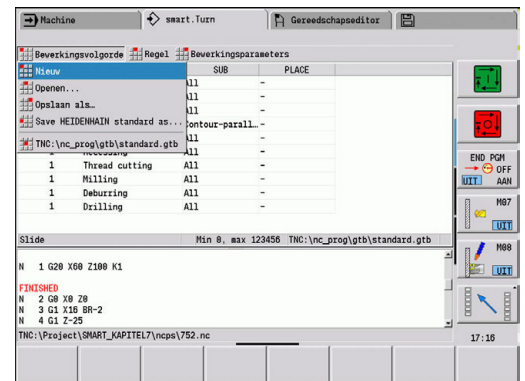 Machine smart.Turn Gereedschapseditor
Bewerkingsvolgorde Regel Bewerkingsparameters
Nieuw
Openen...
Opslaan als…
Save HEIDENHAIN standard as...
TNC:\nc_prog\gtb\standard.gtb
SUB PLACE
All -
All -
All -
Contour-parall… -
All -
1 All -
1 Thread cutting All -
1 Milling All -
1 Deburring All -
1 Drilling All -
Slide Min 0, max 123456 TNC:\nc_prog\gtb\standard.gtb
N 1 G20 X60 Z100 K1
FINISHED
N 2 G0 X0 Z0
N 3 G1 X16 BR-2
N 4 G1 Z-25
TNC:\Project\SMART_KAPITEL7\ncps\752.nc
END PGM
OFF
UIT AAN
M07
UIT
M08
UIT
17:16